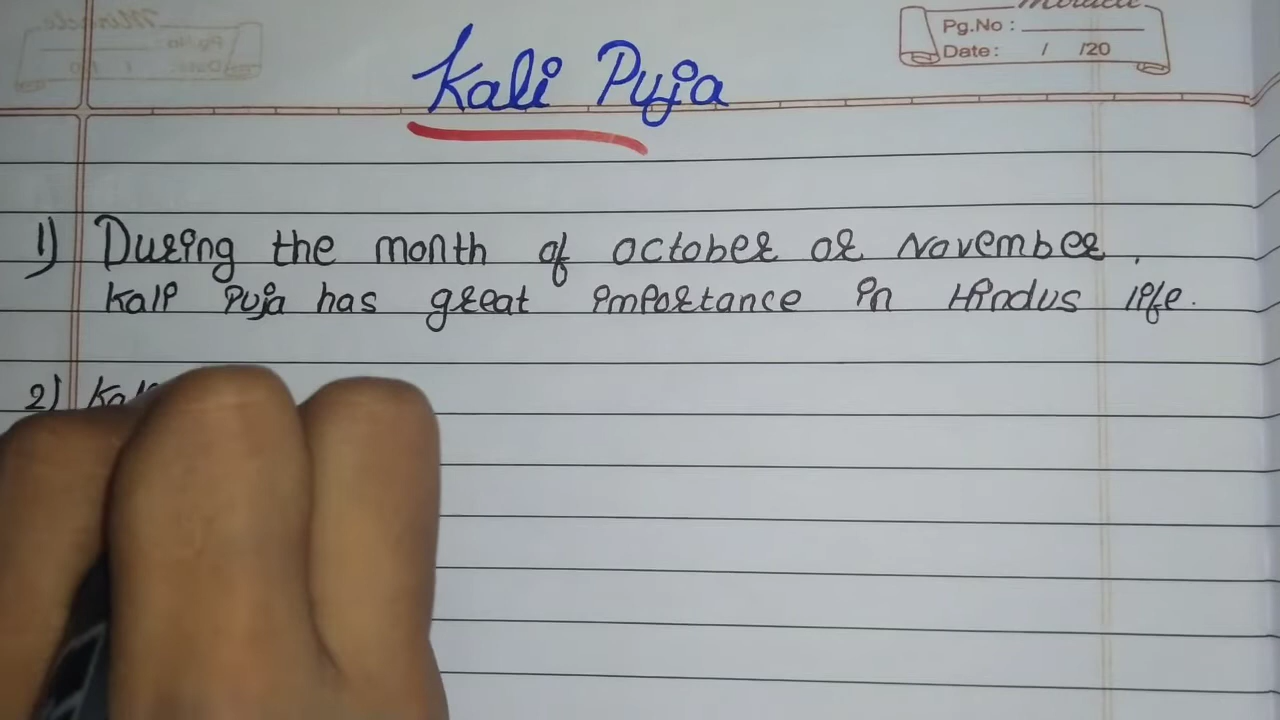 Pg.No :
Date: / /20
Kali Puja
1) During the month of october or November,
Kali Puja has great importance in Hindus life.
2)